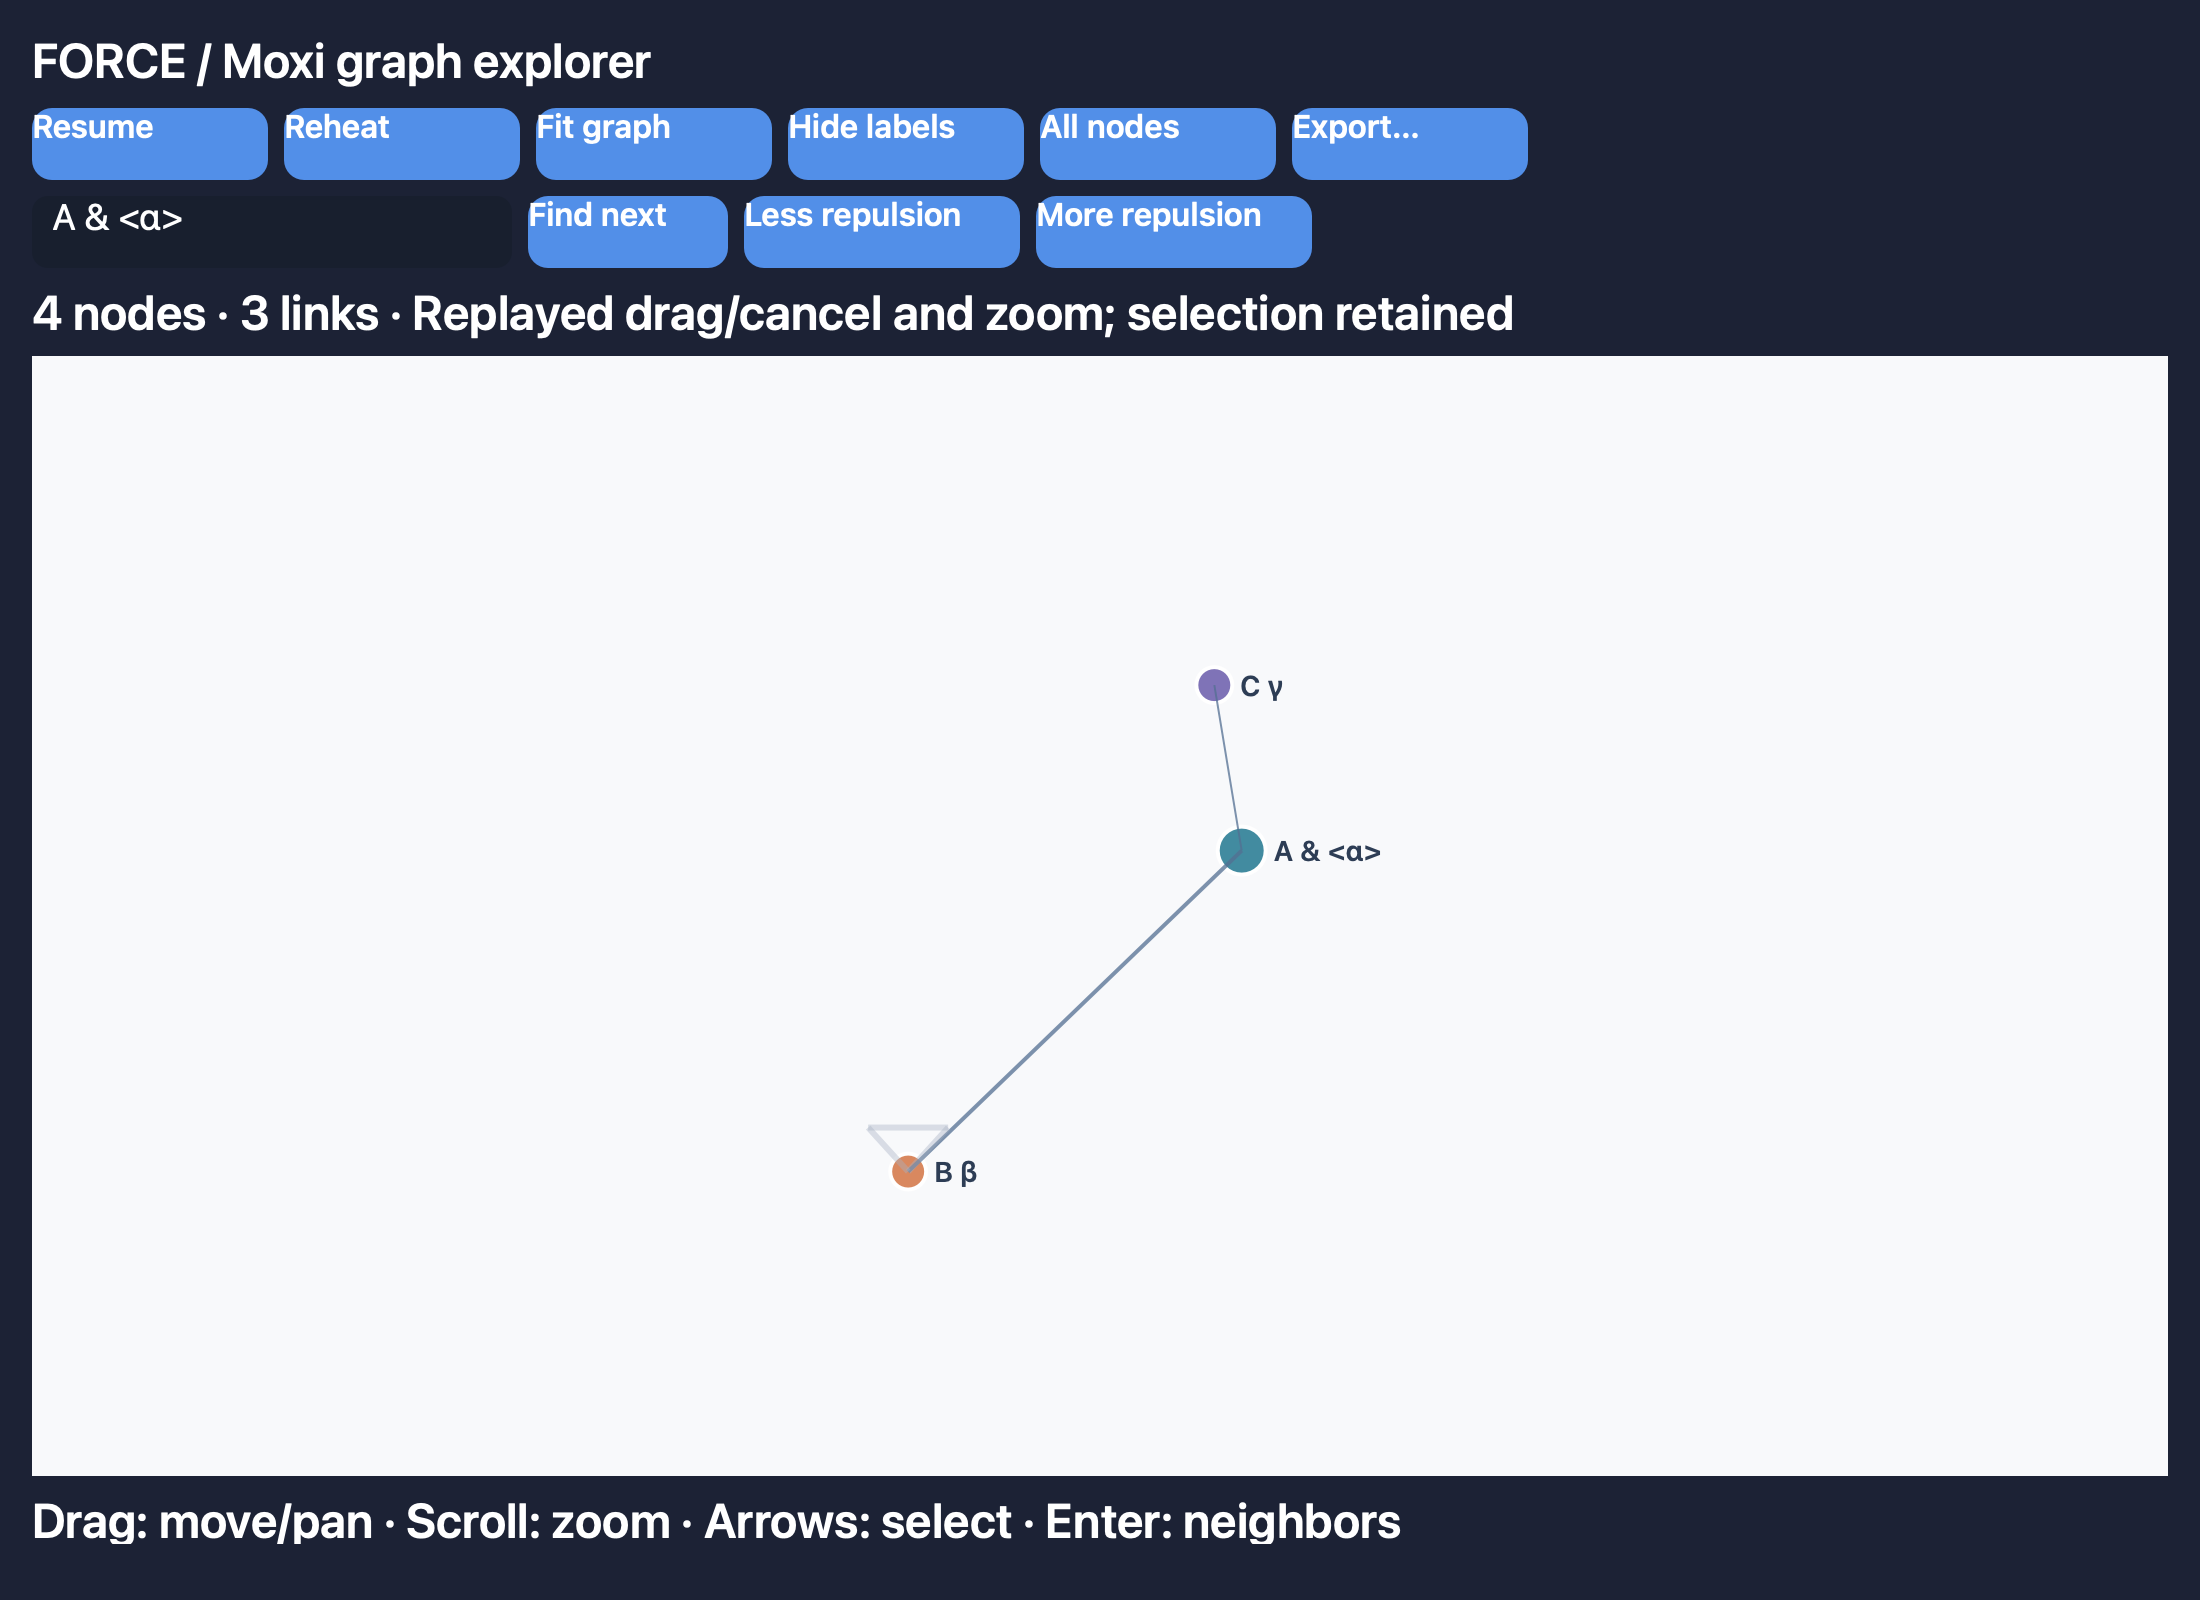 FORCE / Moxi graph explorer
Resume Reheat Fit graph Hide labels All nodes Export...
A & <α> Find next Less repulsion More repulsion
4 nodes · 3 links · Replayed drag/cancel and zoom; selection retained
C γ
A & <α>
B β
Drag: move/pan · Scroll: zoom · Arrows: select · Enter: neighbors